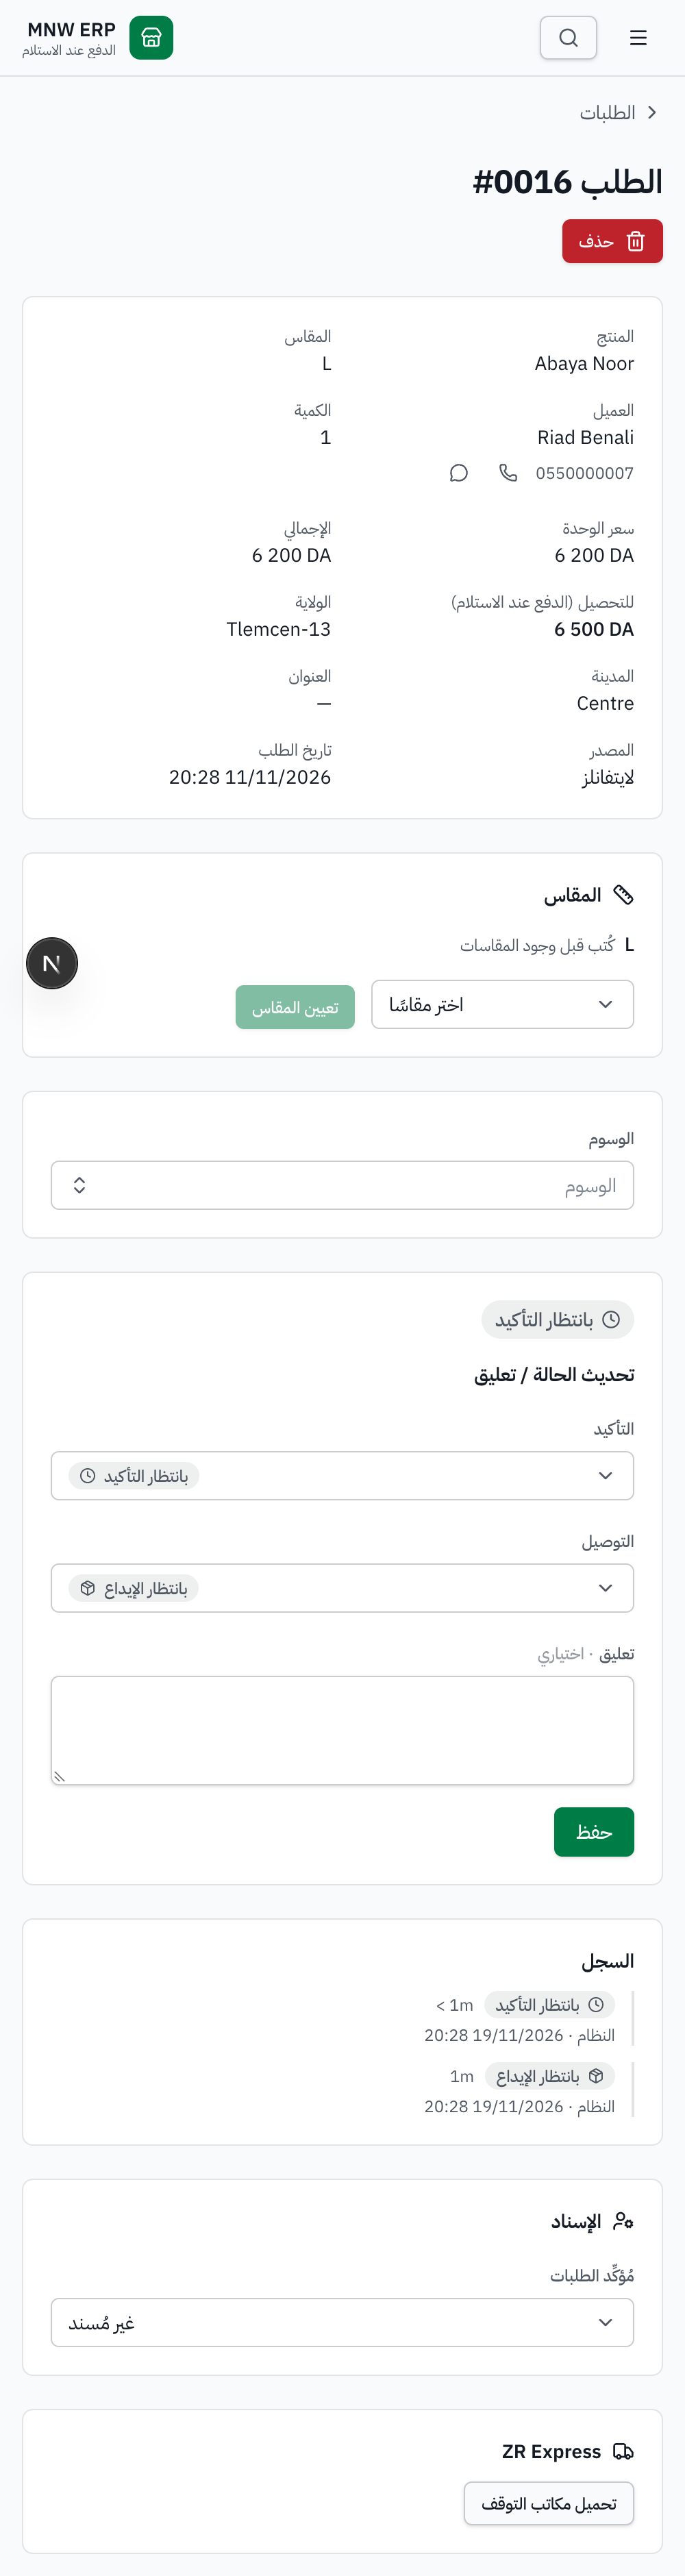 MNW ERP
الدفع عند الاستلام
الطلبات
الطلب 0016#
حذف
المنتج
Abaya Noor
المقاس
L
العميل
Riad Benali
0550000007
الكمية
1
سعر الوحدة
6 200 DA
الإجمالي
6 200 DA
للتحصيل (الدفع عند الاستلام)
6 500 DA
الولاية
Tlemcen-13
المدينة
Centre
العنوان
—
المصدر
لايتفانلز
تاريخ الطلب
20:28 11/11/2026
المقاس
L كُتب قبل وجود المقاسات
اختر مقاسًا
تعيين المقاس
N
الوسوم
الوسوم
بانتظار التأكيد
تحديث الحالة / تعليق
التأكيد
بانتظار التأكيد
التوصيل
بانتظار الإيداع
تعليق · اختياري
حفظ
السجل
بانتظار التأكيد < 1m
النظام · 19/11/2026 20:28
بانتظار الإيداع 1m
النظام · 19/11/2026 20:28
الإسناد
مُؤكِّد الطلبات
غير مُسند
ZR Express
تحميل مكاتب التوقف